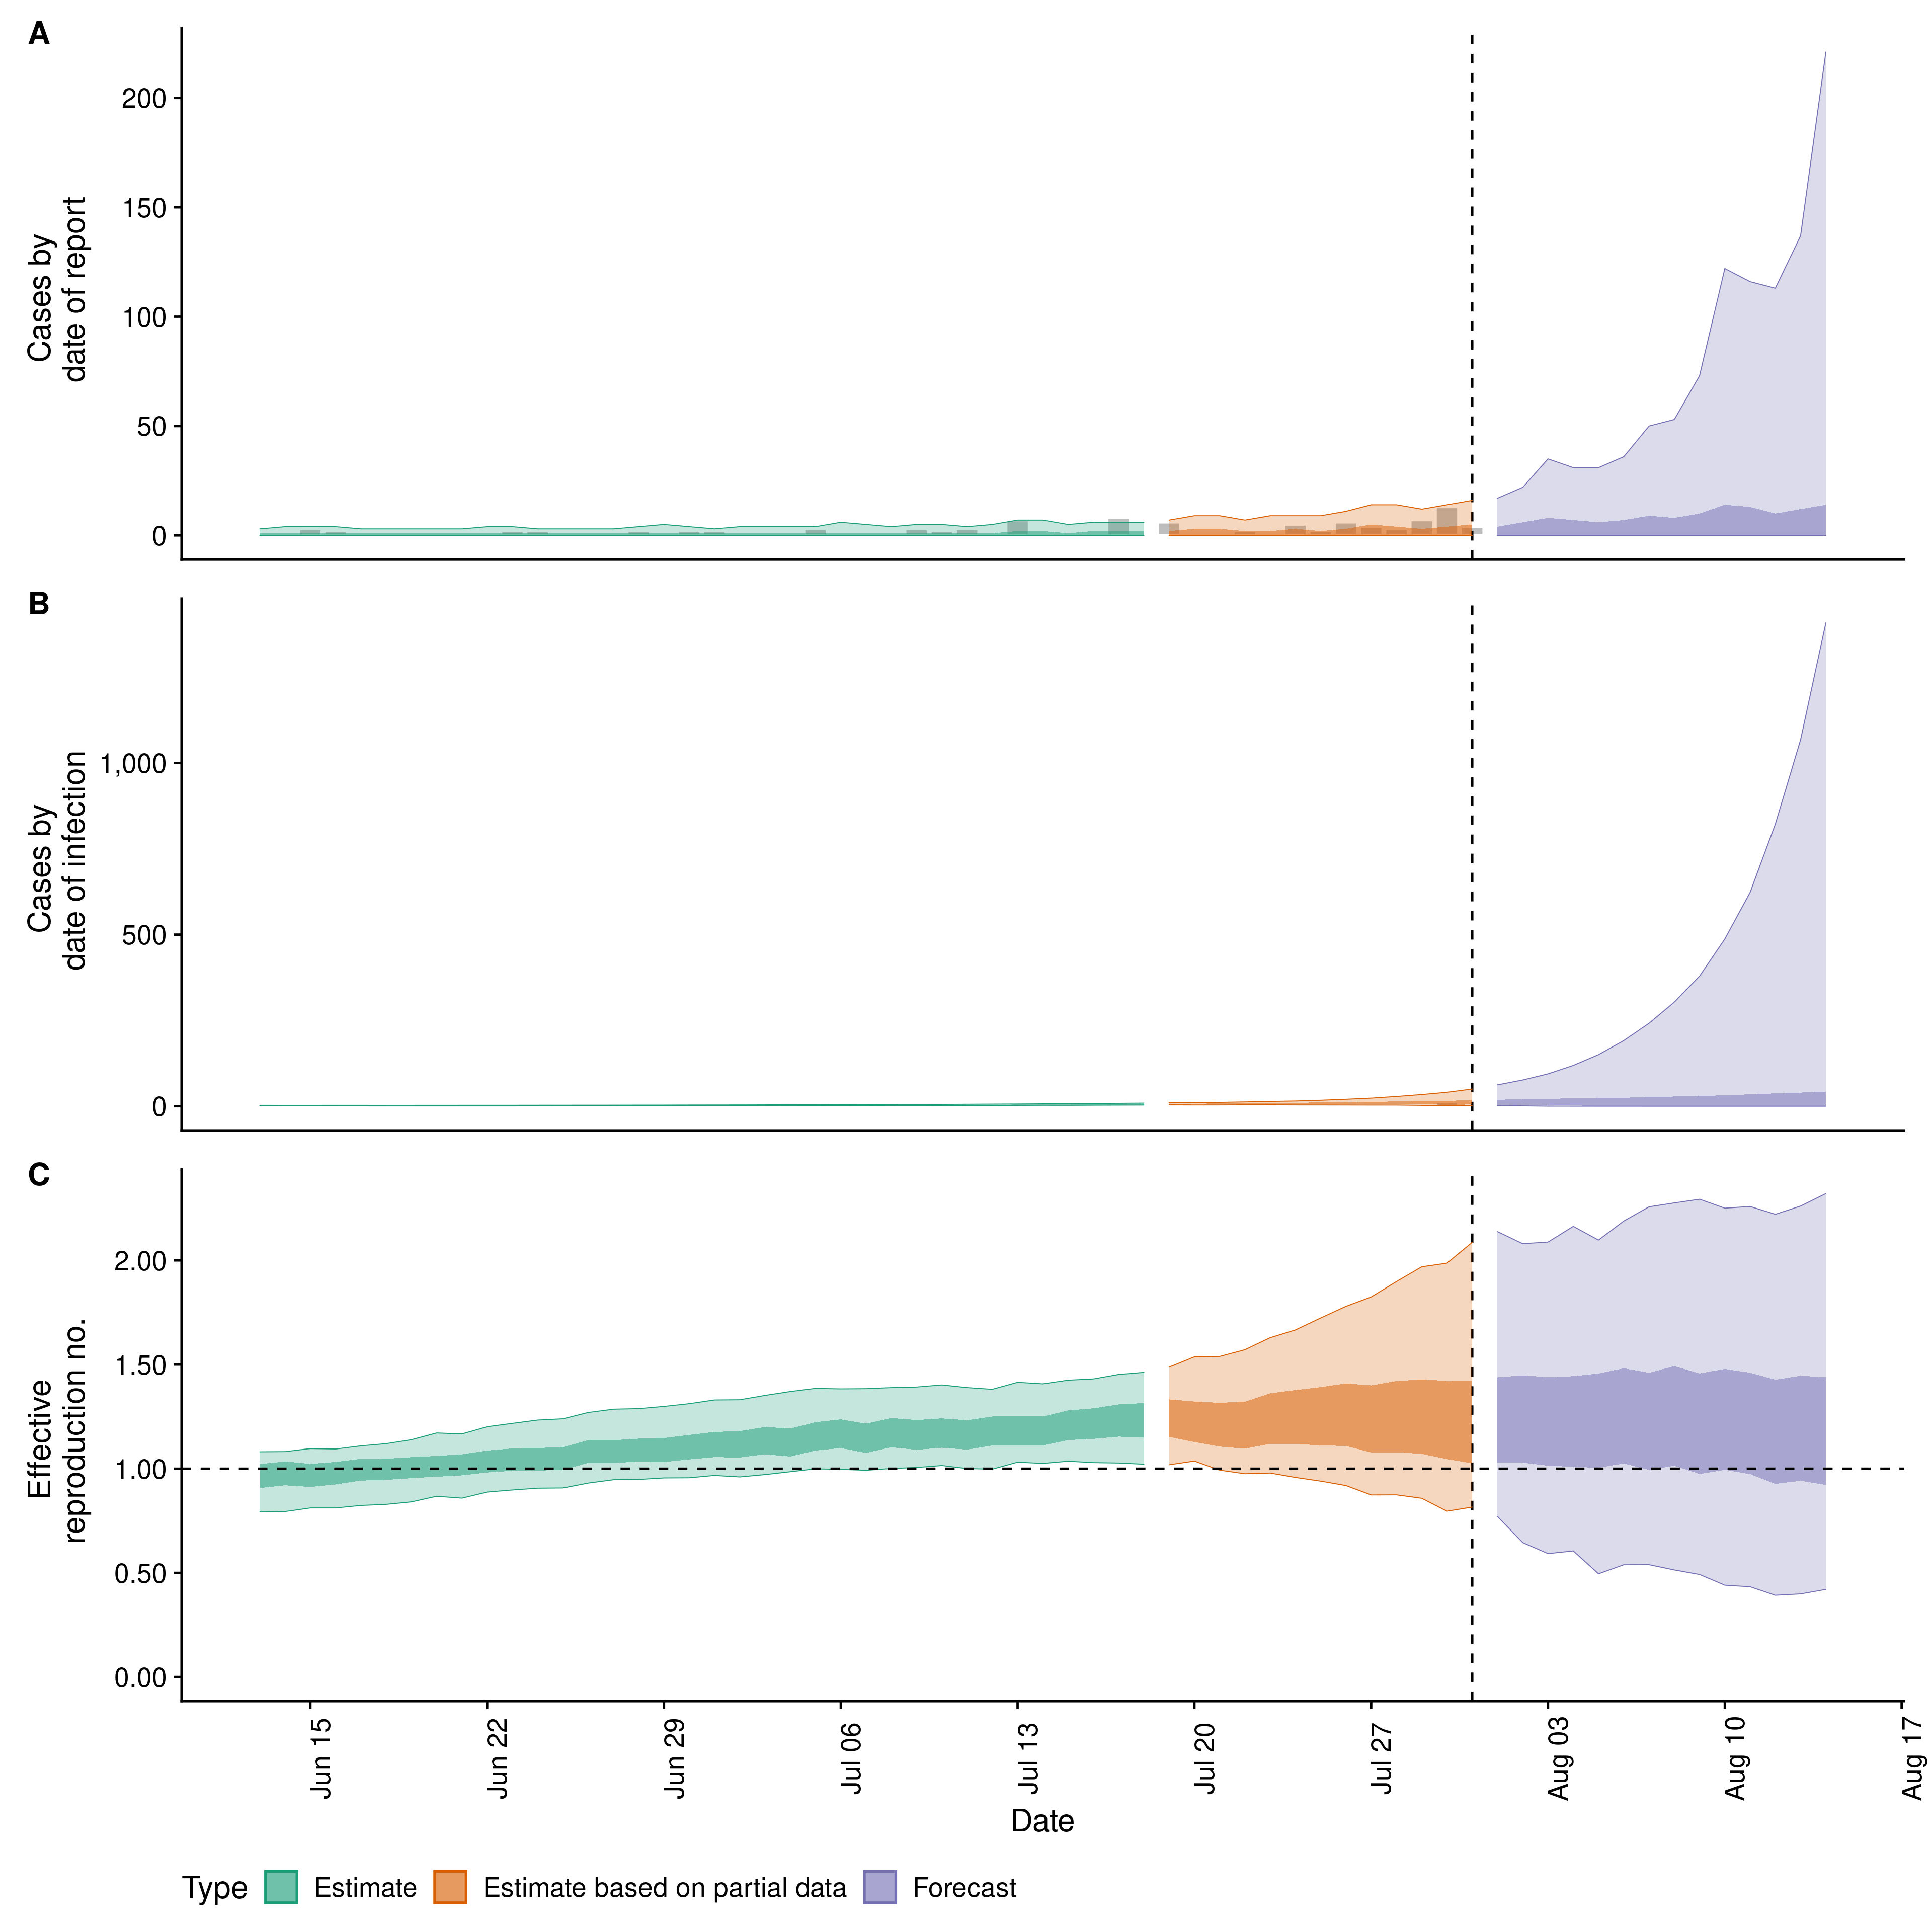 A
200
150
100
50
0
Cases by
date of report
B
1,000
500
0
Cases by
date of infection
C
2.00
1.50
1.00
0.50
0.00
Effective
reproduction no.
Jun 15
Jun 22
Jun 29
Jul 06
Jul 13
Jul 20
Jul 27
Aug 03
Aug 10
Aug 17
Date
Type Estimate Estimate based on partial data Forecast